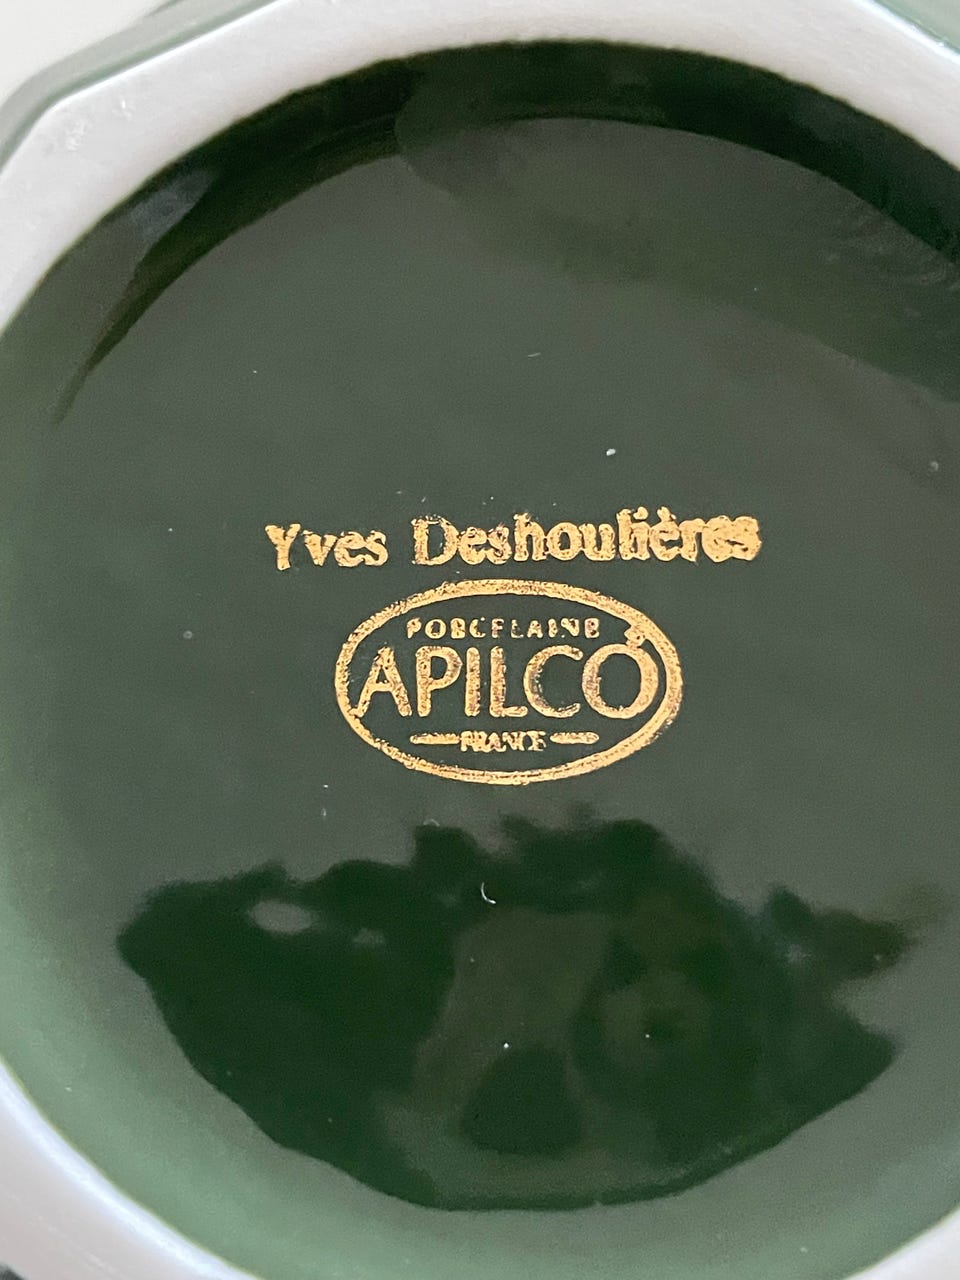 Yves Deshoulières
PORCELAINE
APILCO
FRANCE